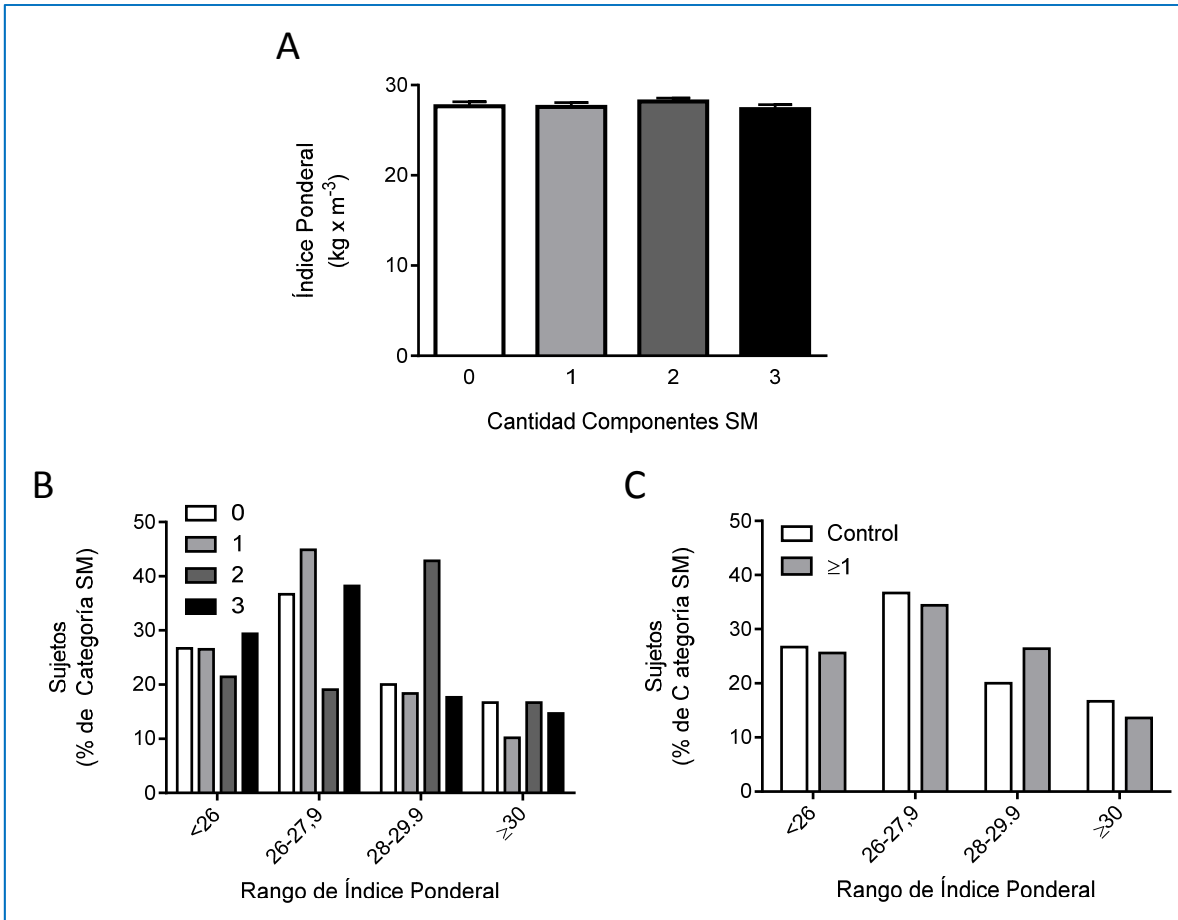 A
Índice Ponderal
(kg x m⁻³)
30
20
10
0
0 1 2 3
Cantidad Componentes SM
B
Sujetos
(% de Categoría SM)
50
40
30
20
10
0
0
1
2
3
<26 26-27,9 28-29.9 ≥30
Rango de Índice Ponderal
C
Sujetos
(% de C ategoría SM)
50
40
30
20
10
0
Control
≥1
<26 26-27,9 28-29.9 ≥30
Rango de Índice Ponderal